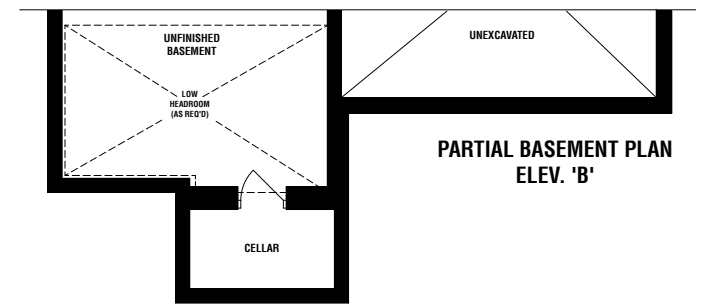 UNFINISHED
BASEMENT
LOW
HEADROOM
(AS REQ'D)
UNEXCAVATED
PARTIAL BASEMENT PLAN
ELEV. 'B'
CELLAR